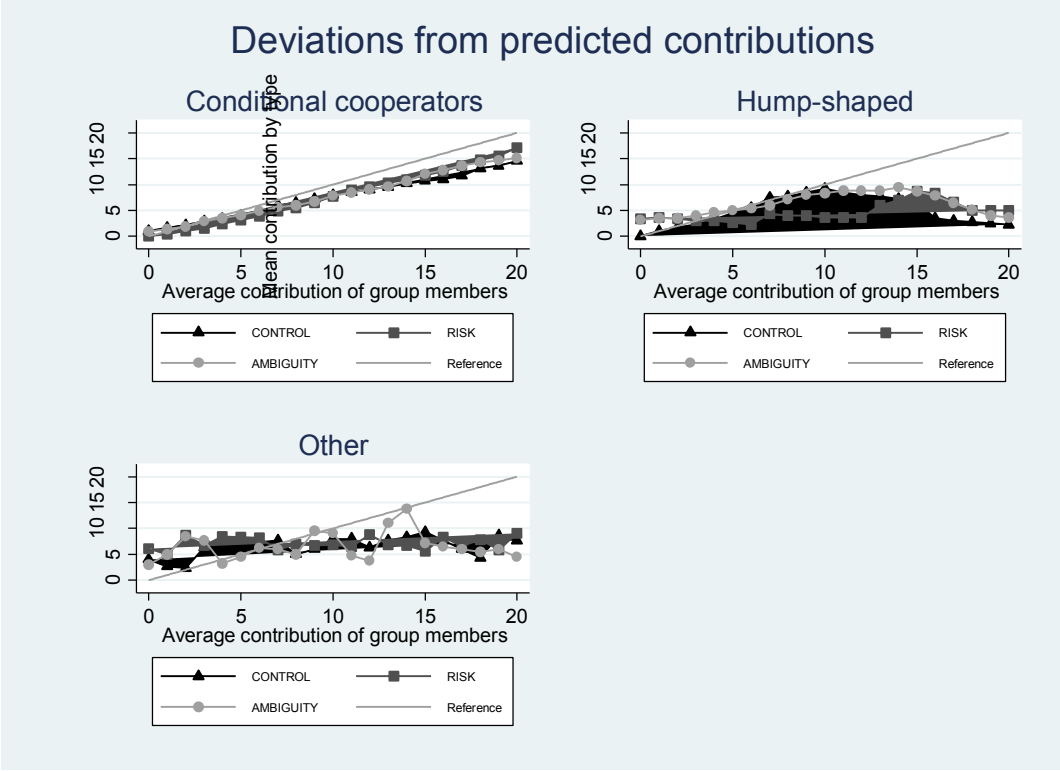 Deviations from predicted contributions
Conditional cooperators
Mean contribution by type
0 5 10 15 20
0 5 10 15 20
Average contribution of group members
CONTROL RISK
AMBIGUITY Reference
Hump-shaped
0 5 10 15 20
0 5 10 15 20
Average contribution of group members
CONTROL RISK
AMBIGUITY Reference
Other
0 5 10 15 20
0 5 10 15 20
Average contribution of group members
CONTROL RISK
AMBIGUITY Reference